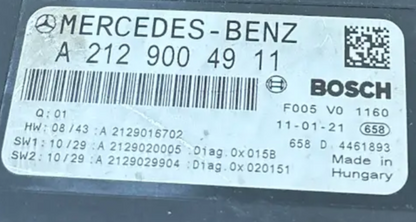 MERCEDES-BENZ
A 212 900 49 11
BOSCH
Q: 01
F005 V0 1160
HW: 08/43 :A 2129016702
11-01-21 658
SW1: 10/29 :A 2129020005 :Diag.0x015B
658 D 4461893
SW2: 10/29 :A 2129029904 :Diag.0x020151
Made in
Hungary